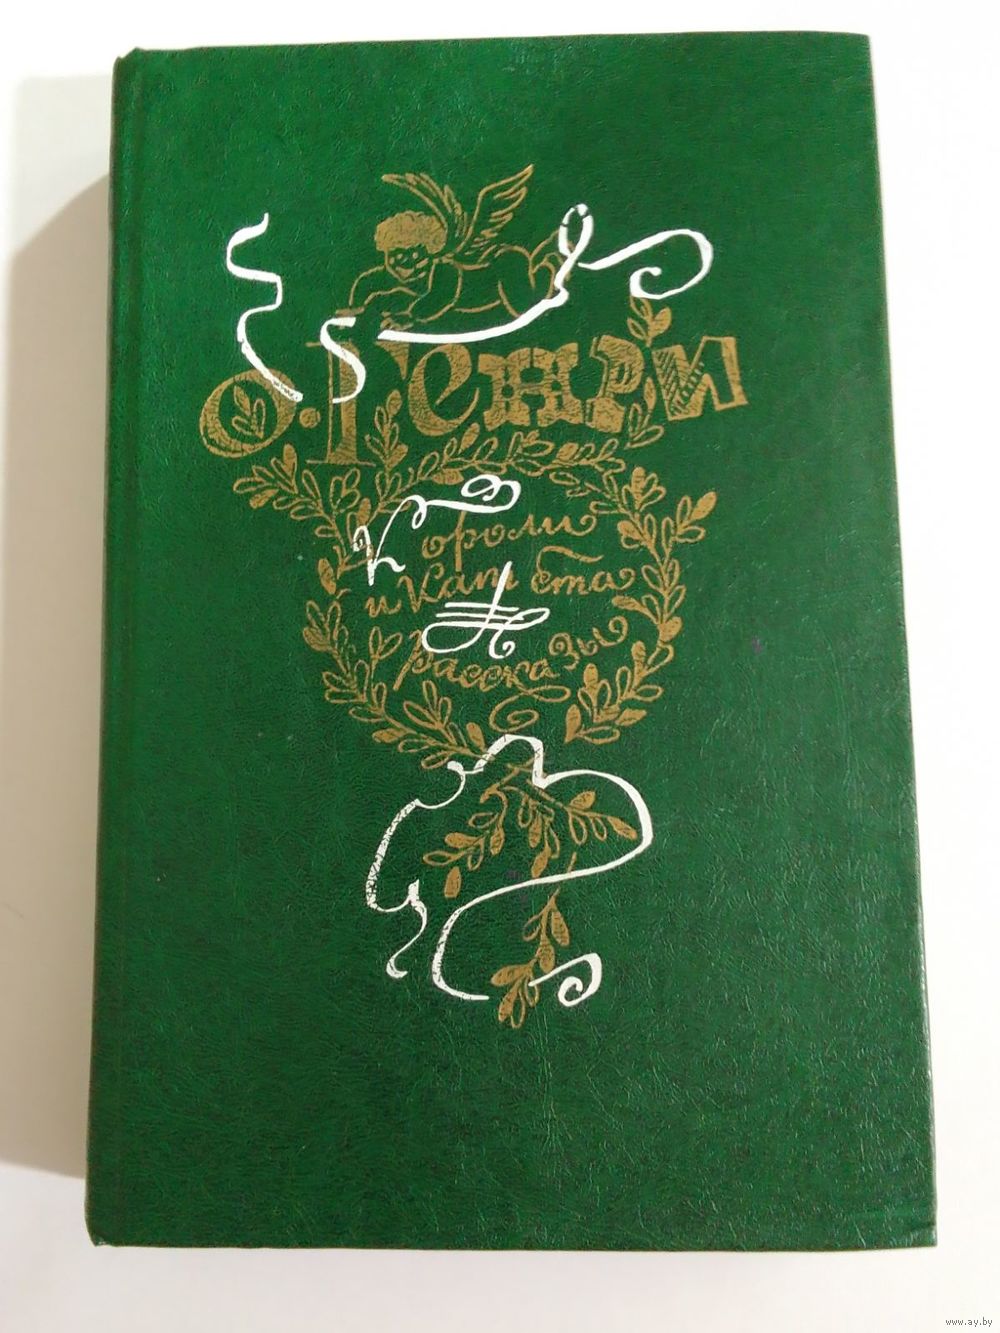 О. Генри
Короли
и капуста
рассказы
www.ay.by